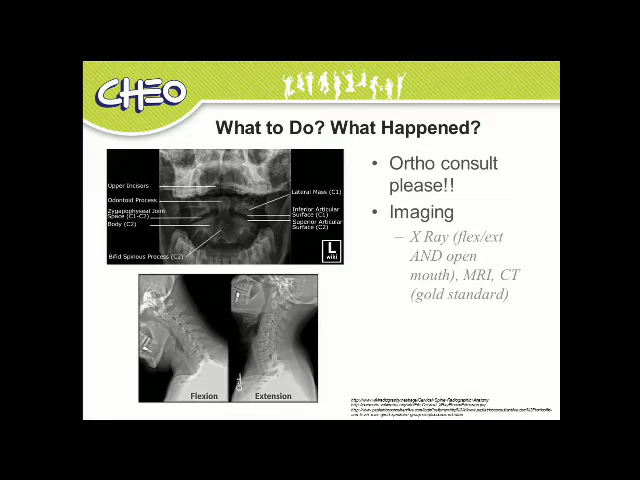 CHEO
What to Do? What Happened?
Upper Incisors
Odontoid Process
Zygapophyseal Joint
Space (C1-C2)
Body (C2)
Bifid Spinous Process (C2)
Lateral Mass (C1)
Inferior Articular
Surface (C1)
Superior Articular
Surface (C2)
L
wiki
Flexion
Extension
• Ortho consult
please!!
• Imaging
– X Ray (flex/ext
AND open
mouth), MRI, CT
(gold standard)